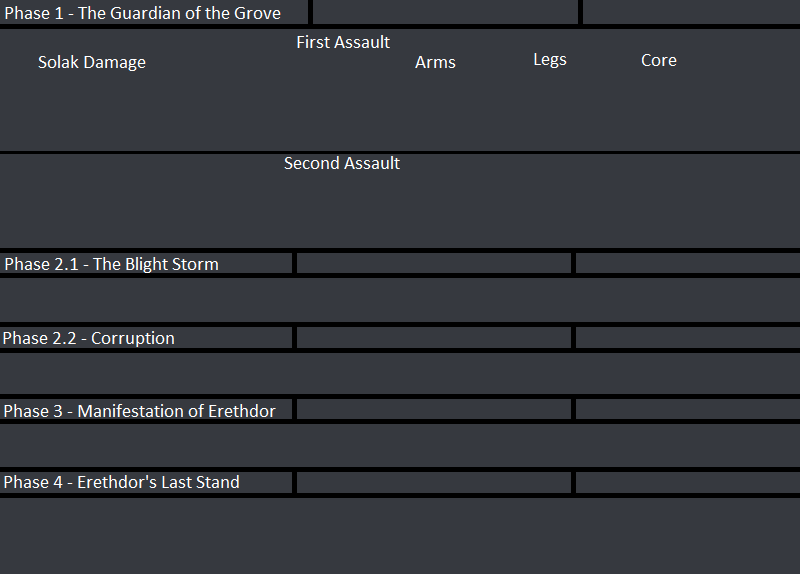 Phase 1 - The Guardian of the Grove
First Assault
Solak Damage
Arms
Legs
Core
Second Assault
Phase 2.1 - The Blight Storm
Phase 2.2 - Corruption
Phase 3 - Manifestation of Erethdor
Phase 4 - Erethdor's Last Stand